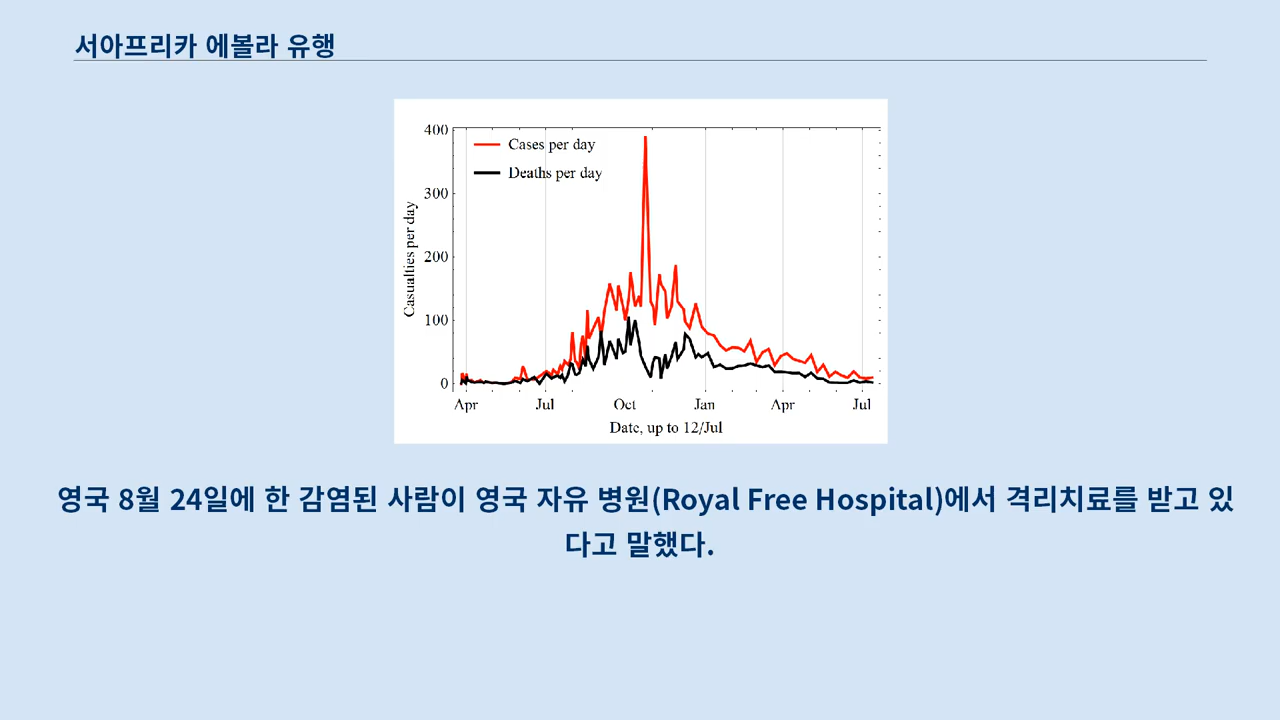 서아프리카 에볼라 유행
400
Cases per day
Deaths per day
300
200
100
0
Casualties per day
Apr Jul Oct Jan Apr Jul
Date, up to 12/Jul
영국 8월 24일에 한 감염된 사람이 영국 자유 병원(Royal Free Hospital)에서 격리치료를 받고 있
다고 말했다.